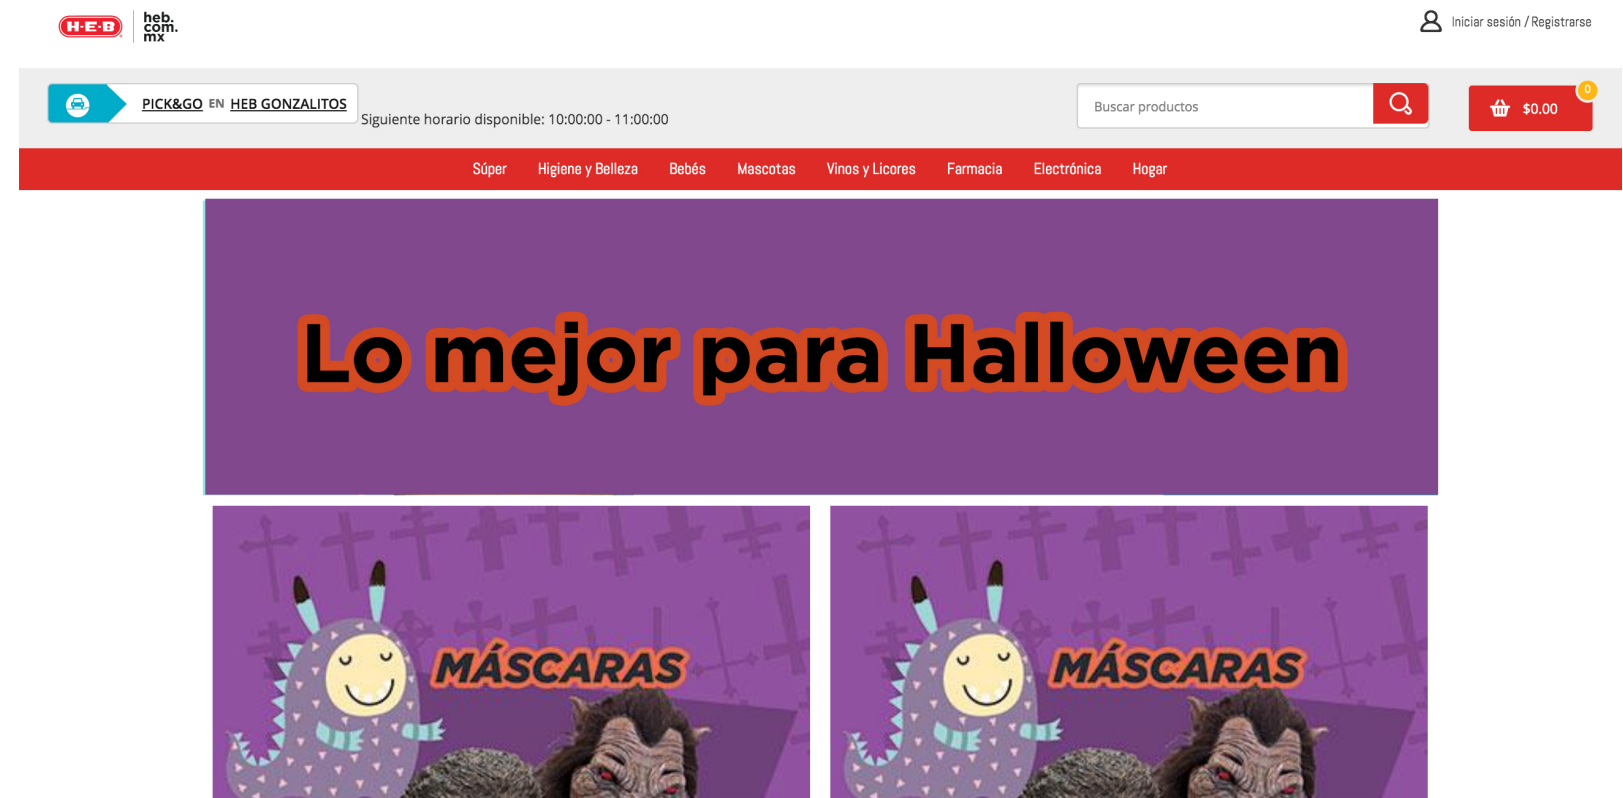 H-E-B
heb.
com.
mx
Iniciar sesión / Registrarse
PICK&GO EN HEB GONZALITOS
Siguiente horario disponible: 10:00:00 - 11:00:00
Buscar productos
0
$0.00
Súper Higiene y Belleza Bebés Mascotas Vinos y Licores Farmacia Electrónica Hogar
Lo mejor para Halloween
MÁSCARAS
MÁSCARAS